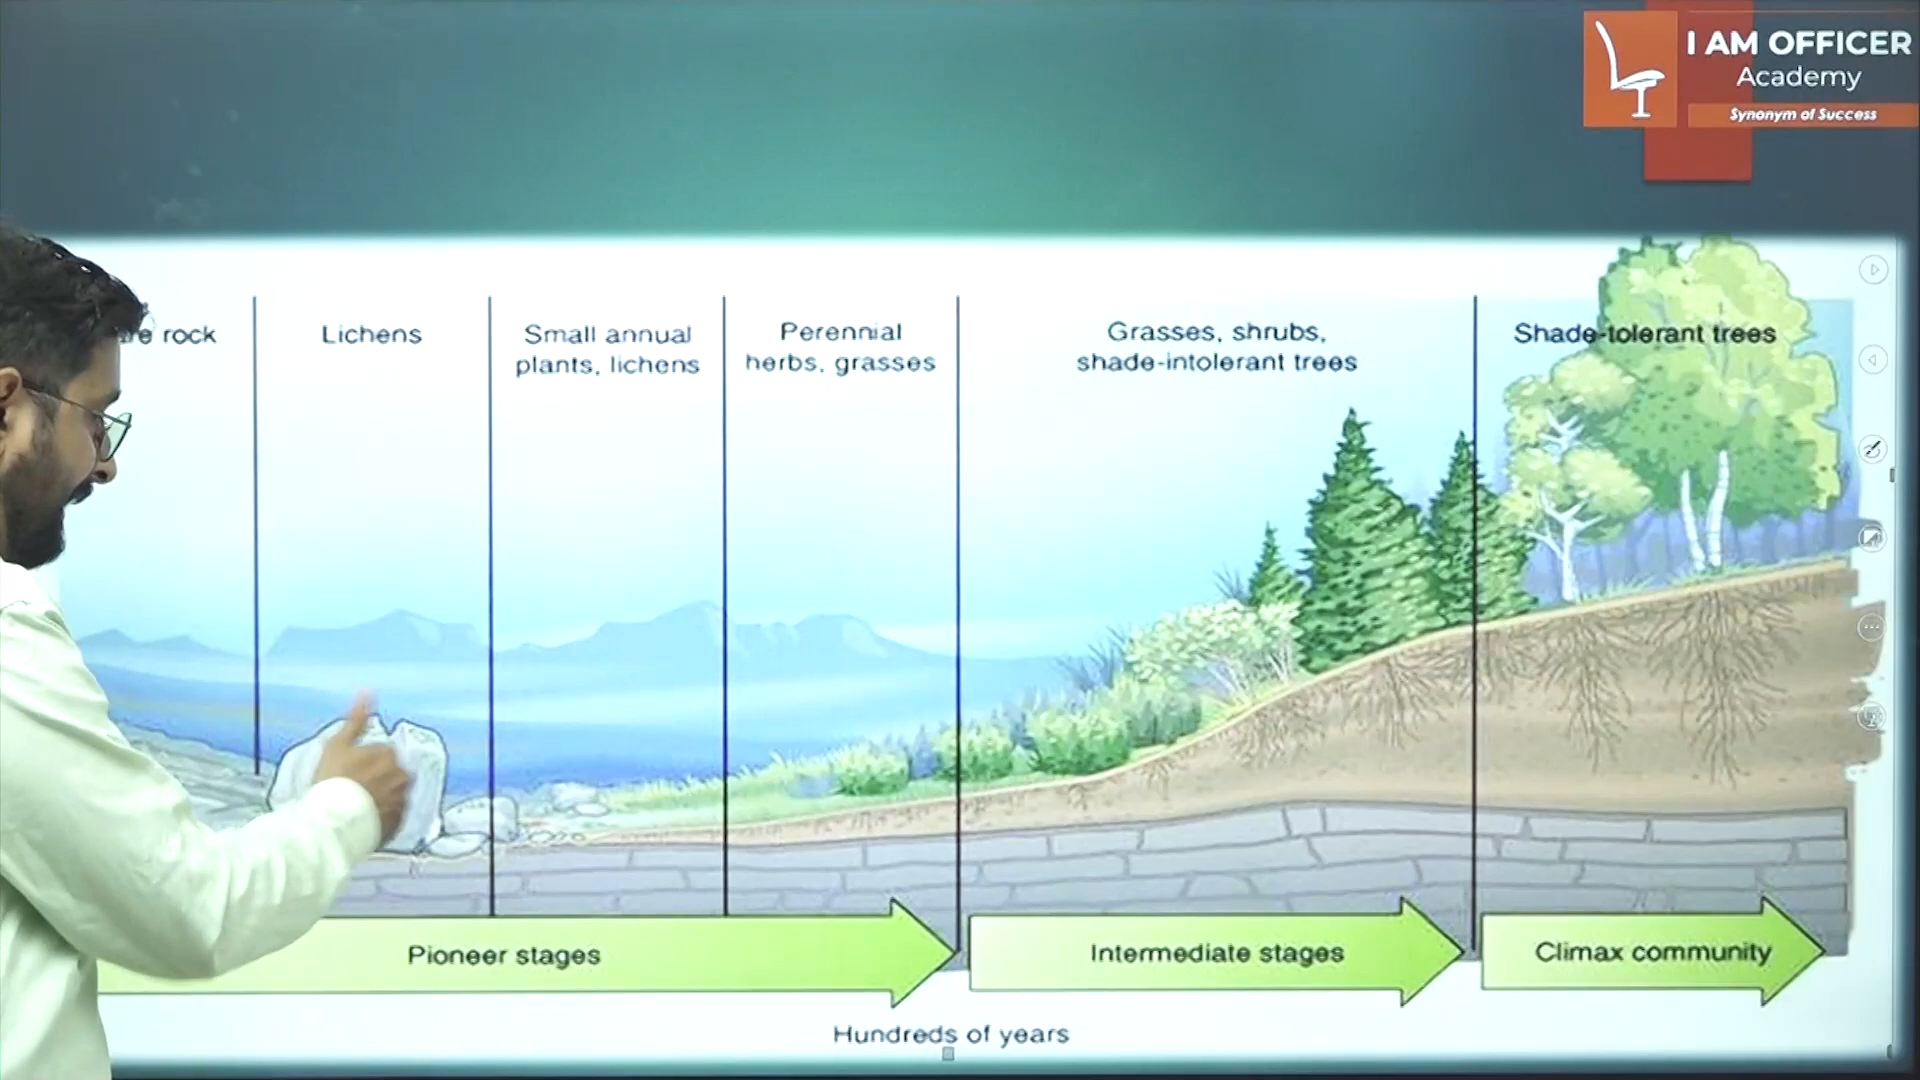 I AM OFFICER
Academy
Synonym of Success
rock
Lichens
Small annual
plants, lichens
Perennial
herbs, grasses
Grasses, shrubs,
shade-intolerant trees
Shade-tolerant trees
Pioneer stages
Intermediate stages
Climax community
Hundreds of years